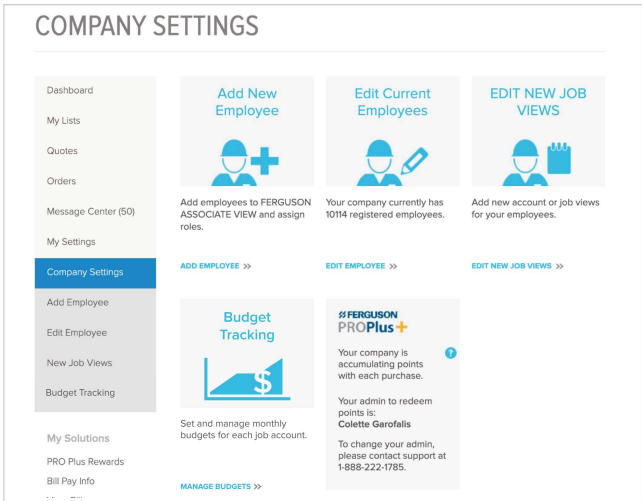 COMPANY SETTINGS
Dashboard
My Lists
Quotes
Orders
Message Center (50)
My Settings
Company Settings
Add Employee
Edit Employee
New Job Views
Budget Tracking
My Solutions
PRO Plus Rewards
Bill Pay Info
Add New
Employee
Add employees to FERGUSON
ASSOCIATE VIEW and assign
roles.
ADD EMPLOYEE »
Edit Current
Employees
Your company currently has
10114 registered employees.
EDIT EMPLOYEE »
EDIT NEW JOB
VIEWS
Add new account or job views
for your employees.
EDIT NEW JOB VIEWS »
Budget
Tracking
$
Set and manage monthly
budgets for each job account.
MANAGE BUDGETS »
FERGUSON
PROPlus+
Your company is
accumulating points
with each purchase.
?
Your admin to redeem
points is:
Colette Garofalis
To change your admin,
please contact support at
1-888-222-1785.